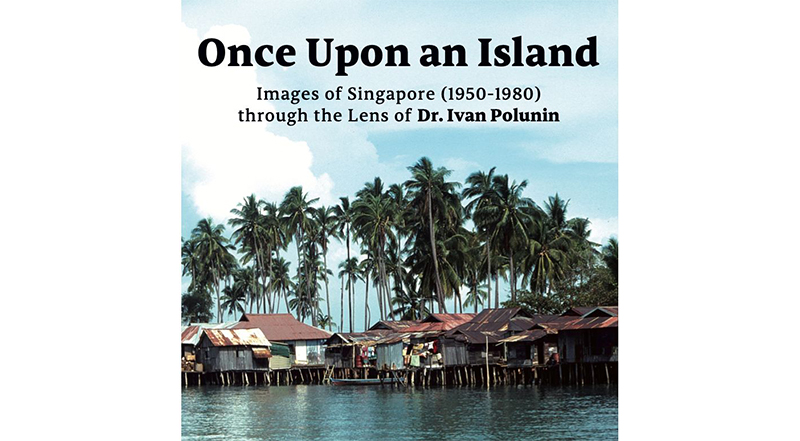 Once Upon an Island
Images of Singapore (1950-1980)
through the Lens of Dr. Ivan Polunin